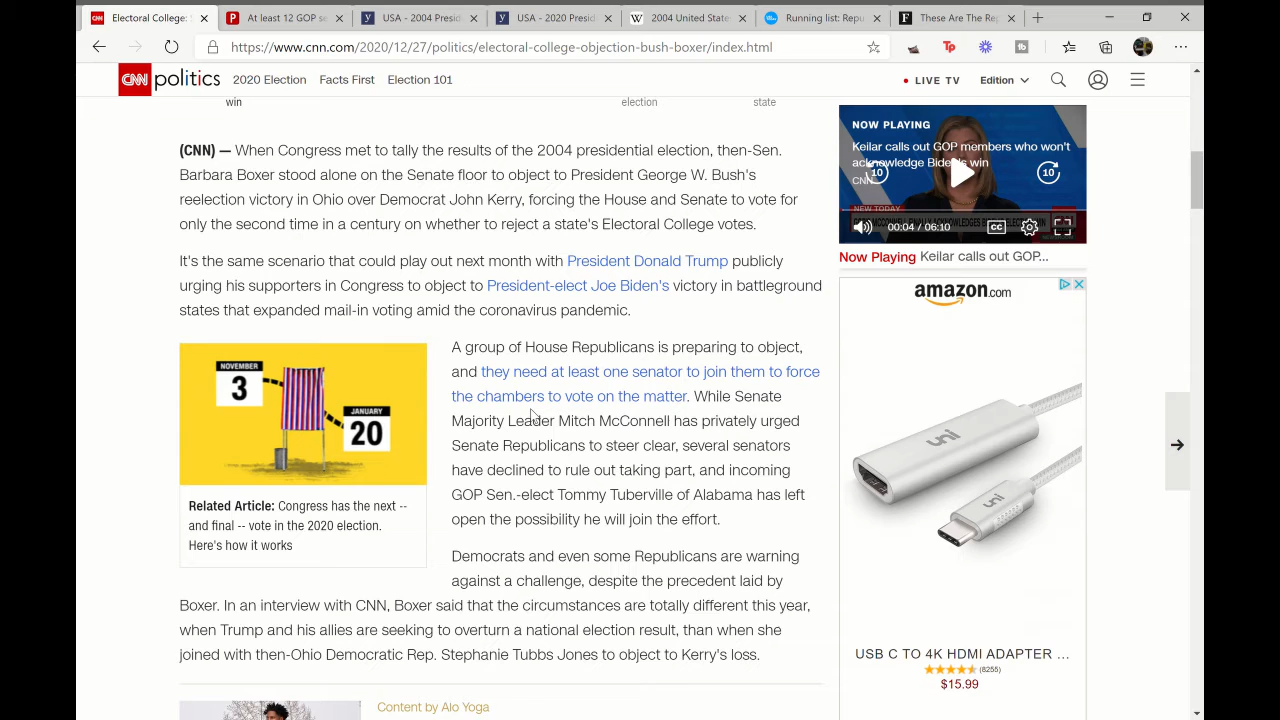 Electoral College:
At least 12 GOP se
USA - 2004 Presid
USA - 2020 Presid
2004 United State
Running list: Repu
These Are The Rep
https://www.cnn.com/2020/12/27/politics/electoral-college-objection-bush-boxer/index.html
CNN politics 2020 Election Facts First Election 101 LIVE TV Edition
win election state
(CNN) — When Congress met to tally the results of the 2004 presidential election, then-Sen.
Barbara Boxer stood alone on the Senate floor to object to President George W. Bush's
reelection victory in Ohio over Democrat John Kerry, forcing the House and Senate to vote for
only the second time in a century on whether to reject a state's Electoral College votes.
It's the same scenario that could play out next month with President Donald Trump publicly
urging his supporters in Congress to object to President-elect Joe Biden's victory in battleground
states that expanded mail-in voting amid the coronavirus pandemic.
NOVEMBER
3
JANUARY
20
Related Article: Congress has the next --
and final -- vote in the 2020 election.
Here's how it works
A group of House Republicans is preparing to object,
and they need at least one senator to join them to force
the chambers to vote on the matter. While Senate
Majority Leader Mitch McConnell has privately urged
Senate Republicans to steer clear, several senators
have declined to rule out taking part, and incoming
GOP Sen.-elect Tommy Tuberville of Alabama has left
open the possibility he will join the effort.
Democrats and even some Republicans are warning
against a challenge, despite the precedent laid by
Boxer. In an interview with CNN, Boxer said that the circumstances are totally different this year,
when Trump and his allies are seeking to overturn a national election result, than when she
joined with then-Ohio Democratic Rep. Stephanie Tubbs Jones to object to Kerry's loss.
Content by Alo Yoga
NOW PLAYING
Keilar calls out GOP members who won't
acknowledge Biden's win
CNN
10 10
NEW TODAY
00:04 / 06:10 CC
Now Playing Keilar calls out GOP...
amazon.com
uni
uni
USB C TO 4K HDMI ADAPTER ...
(8255)
$15.99